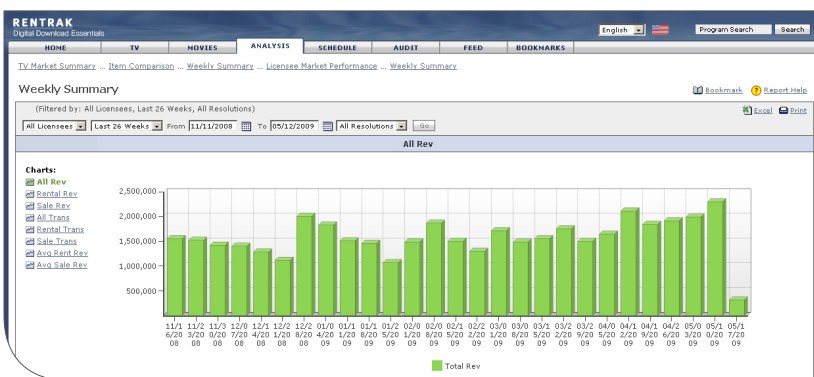 RENTRAK
Digital Download Essentials
English
Program Search
Search
HOME TV MOVIES ANALYSIS SCHEDULE AUDIT FEED BOOKMARKS
TV Market Summary ... Item Comparison ... Weekly Summary ... Licensee Market Performance ... Weekly Summary
Weekly Summary
Bookmark ? Report Help
(Filtered by: All Licensees, Last 26 Weeks, All Resolutions)
Excel Print
All Licensees Last 26 Weeks From 11/11/2008 To 05/12/2009 All Resolutions Go
All Rev
Charts:
All Rev
Rental Rev
Sale Rev
All Trans
Rental Trans
Sale Trans
Avg Rent Rev
Avg Sale Rev
2,500,000
2,000,000
1,500,000
1,000,000
500,000
11/1 11/2 11/3 12/0 12/1 12/2 12/2 01/0 01/1 01/1 01/2 02/0 02/0 02/1 02/2 03/0 03/0 03/1 03/2 03/2 04/0 04/1 04/1 04/2 05/0 05/1 05/1
6/20 3/20 0/20 7/20 4/20 1/20 8/20 4/20 1/20 8/20 5/20 1/20 8/20 5/20 2/20 1/20 8/20 5/20 2/20 9/20 5/20 2/20 9/20 6/20 3/20 0/20 7/20
08 08 08 08 08 08 08 09 09 09 09 09 09 09 09 09 09 09 09 09 09 09 09 09 09 09 09
Total Rev